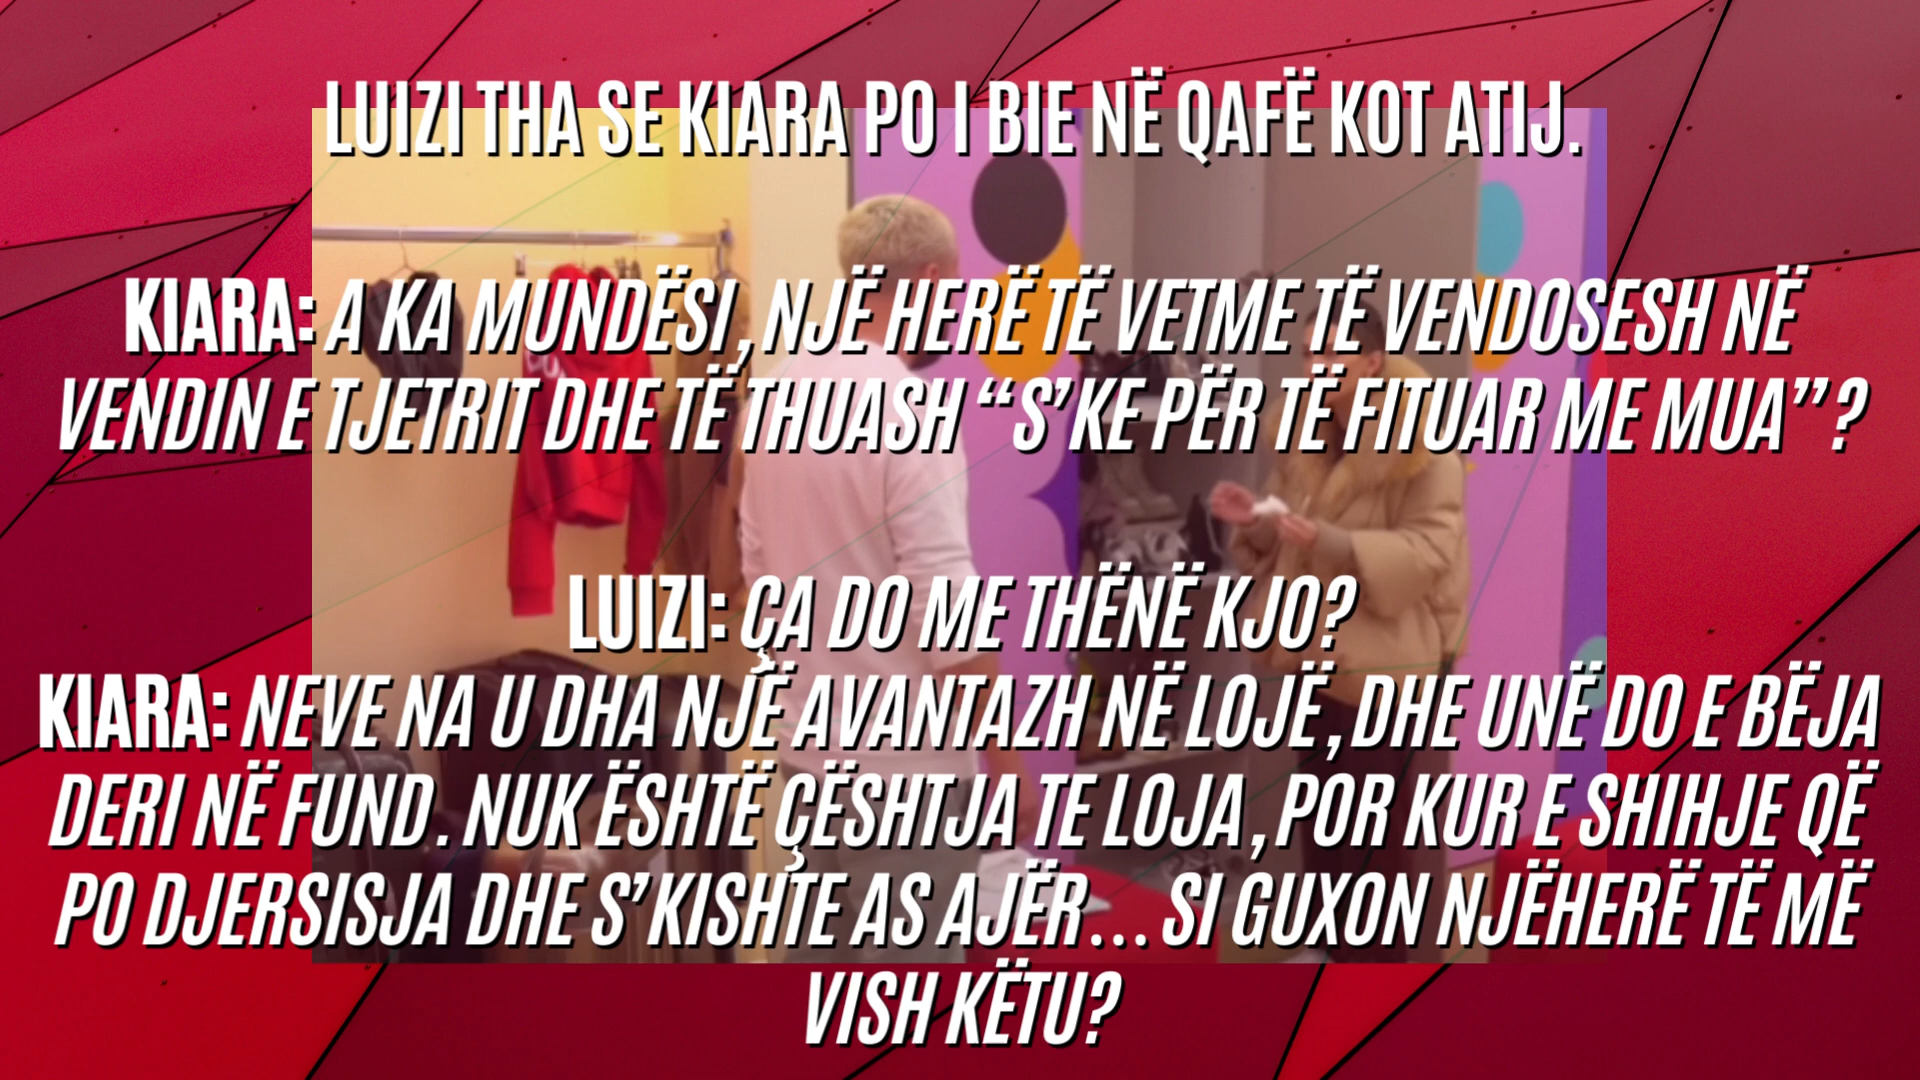 LUIZI THA SE KIARA PO I BIE NË QAFË KOT ATIJ.
KIARA: A KA MUNDËSI, NJË HERË TË VETME TË VENDOSESH NË
VENDIN E TJETRIT DHE TË THUASH “S’KE PËR TË FITUAR ME MUA”?
LUIZI: ÇA DO ME THËNË KJO?
KIARA: NEVE NA U DHA NJË AVANTAZH NË LOJË, DHE UNË DO E BËJA
DERI NË FUND. NUK ËSHTË ÇËSHTJA TE LOJA, POR KUR E SHIHJE QË
PO DJERSISJA DHE S’KISHTE AS AJËR... SI GUXON NJËHERË TË MË
VISH KËTU?